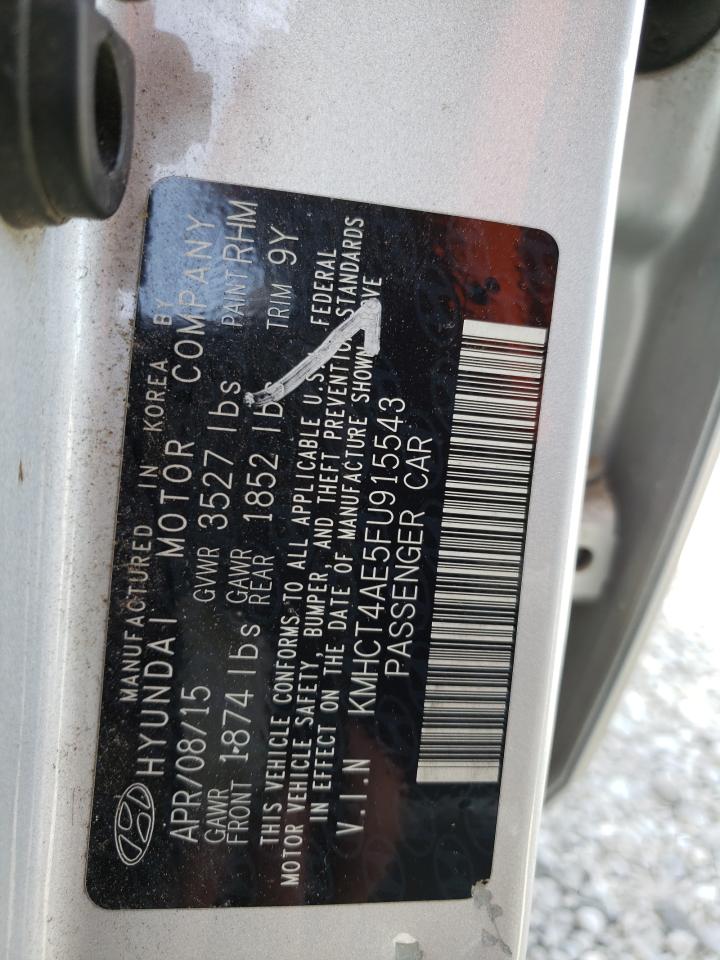 MANUFACTURED IN KOREA BY
HYUNDAI MOTOR COMPANY
APR/08/15 GVWR 3527 lbs PAINT RHM
GAWR FRONT 1874 lbs GAWR REAR 1852 lbs TRIM 9Y
THIS VEHICLE CONFORMS TO ALL APPLICABLE U.S. FEDERAL
MOTOR VEHICLE SAFETY, BUMPER, AND THEFT PREVENTION STANDARDS
IN EFFECT ON THE DATE OF MANUFACTURE SHOWN
V.I.N KMHCT4AE5FU915543
PASSENGER CAR